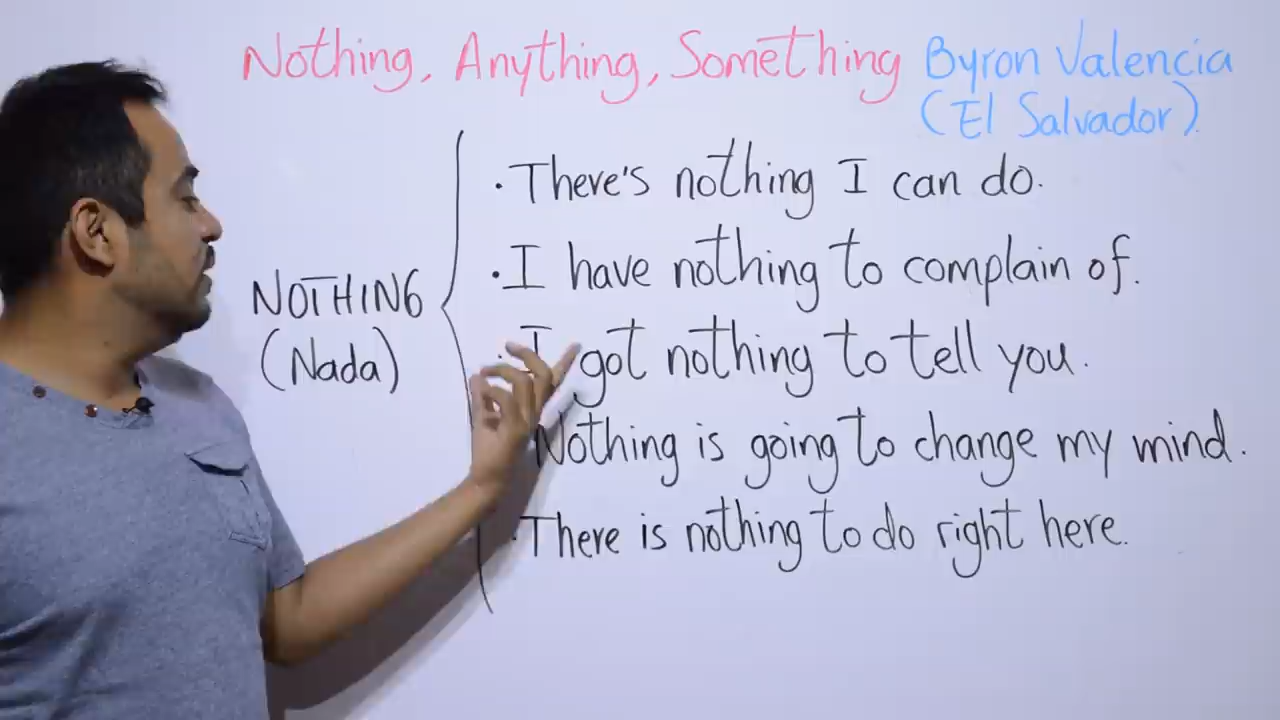 Nothing, Anything, Something Byron Valencia
(El Salvador)
NOTHING
(Nada)
· There's nothing I can do.
· I have nothing to complain of.
· I got nothing to tell you.
Nothing is going to change my mind.
· There is nothing to do right here.